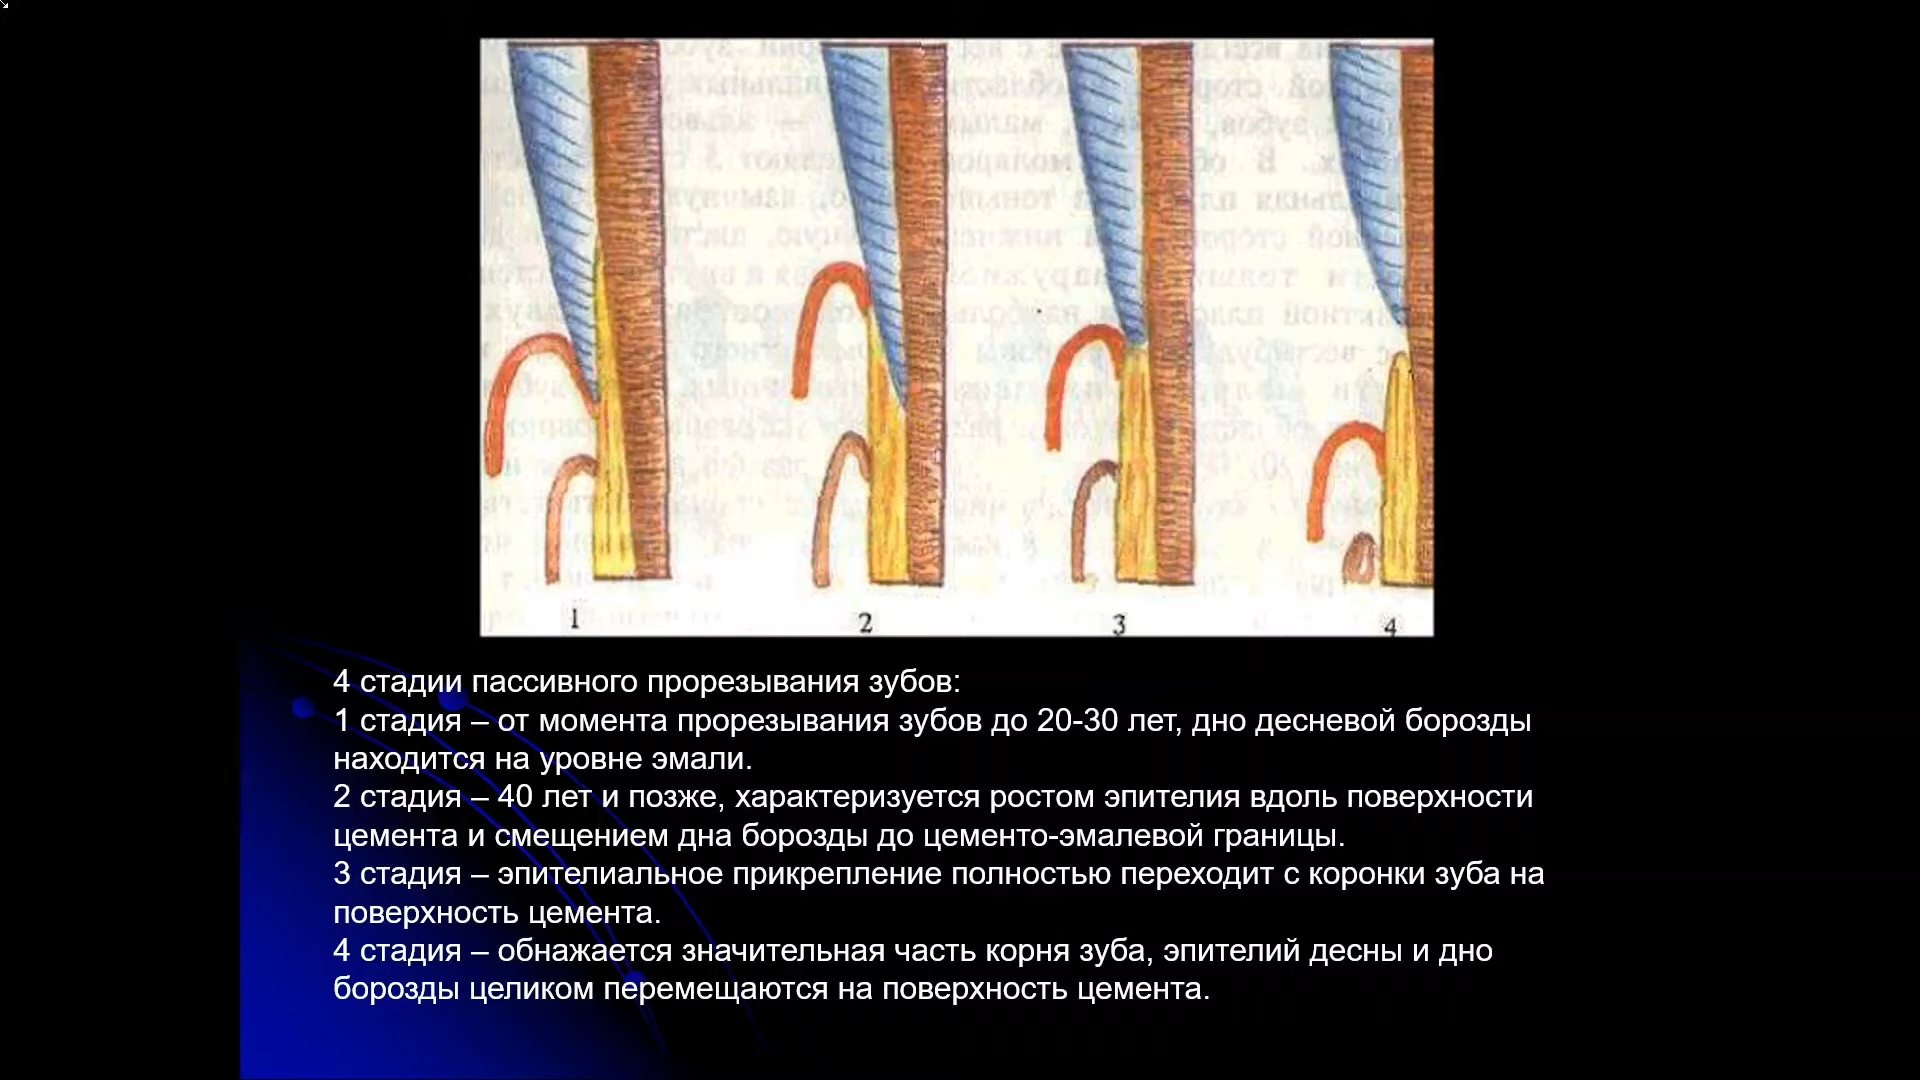 1 2 3 4
4 стадии пассивного прорезывания зубов:
1 стадия – от момента прорезывания зубов до 20-30 лет, дно десневой борозды
находится на уровне эмали.
2 стадия – 40 лет и позже, характеризуется ростом эпителия вдоль поверхности
цемента и смещением дна борозды до цементо-эмалевой границы.
3 стадия – эпителиальное прикрепление полностью переходит с коронки зуба на
поверхность цемента.
4 стадия – обнажается значительная часть корня зуба, эпителий десны и дно
борозды целиком перемещаются на поверхность цемента.